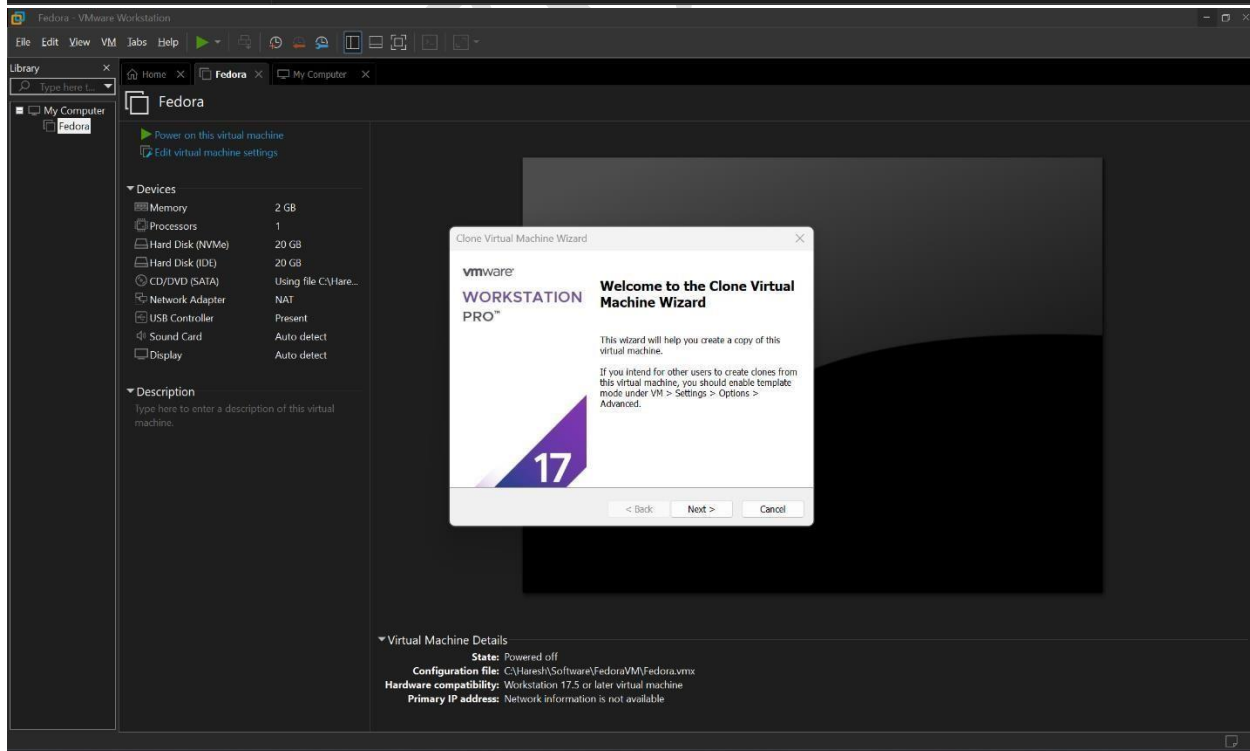 Fedora - VMware Workstation
File Edit View VM Tabs Help
Library
Type here t...
My Computer
Fedora
Home Fedora My Computer
Fedora
Power on this virtual machine
Edit virtual machine settings
Devices
Memory 2 GB
Processors 1
Hard Disk (NVMe) 20 GB
Hard Disk (IDE) 20 GB
CD/DVD (SATA) Using file C:\Hare...
Network Adapter NAT
USB Controller Present
Sound Card Auto detect
Display Auto detect
Description
Type here to enter a description of this virtual
machine.
Clone Virtual Machine Wizard
vmware
WORKSTATION
PRO™
17
Welcome to the Clone Virtual
Machine Wizard
This wizard will help you create a copy of this
virtual machine.
If you intend for other users to create clones from
this virtual machine, you should enable template
mode under VM > Settings > Options >
Advanced.
< Back Next > Cancel
Virtual Machine Details
State: Powered off
Configuration file: C:\Haresh\Software\FedoraVM\Fedora.vmx
Hardware compatibility: Workstation 17.5 or later virtual machine
Primary IP address: Network information is not available